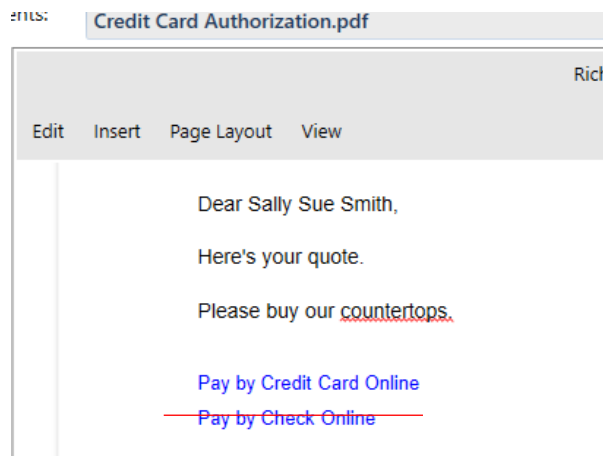 ents:
Credit Card Authorization.pdf
Rich
Edit Insert Page Layout View
Dear Sally Sue Smith,
Here's your quote.
Please buy our countertops.
Pay by Credit Card Online
Pay by Check Online